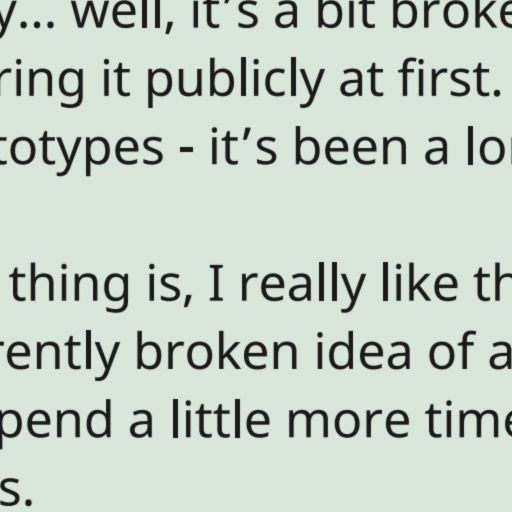 y... well, it's a bit broke
ring it publicly at first.
totypes - it's been a lo
thing is, I really like th
rently broken idea of a
pend a little more time
s.